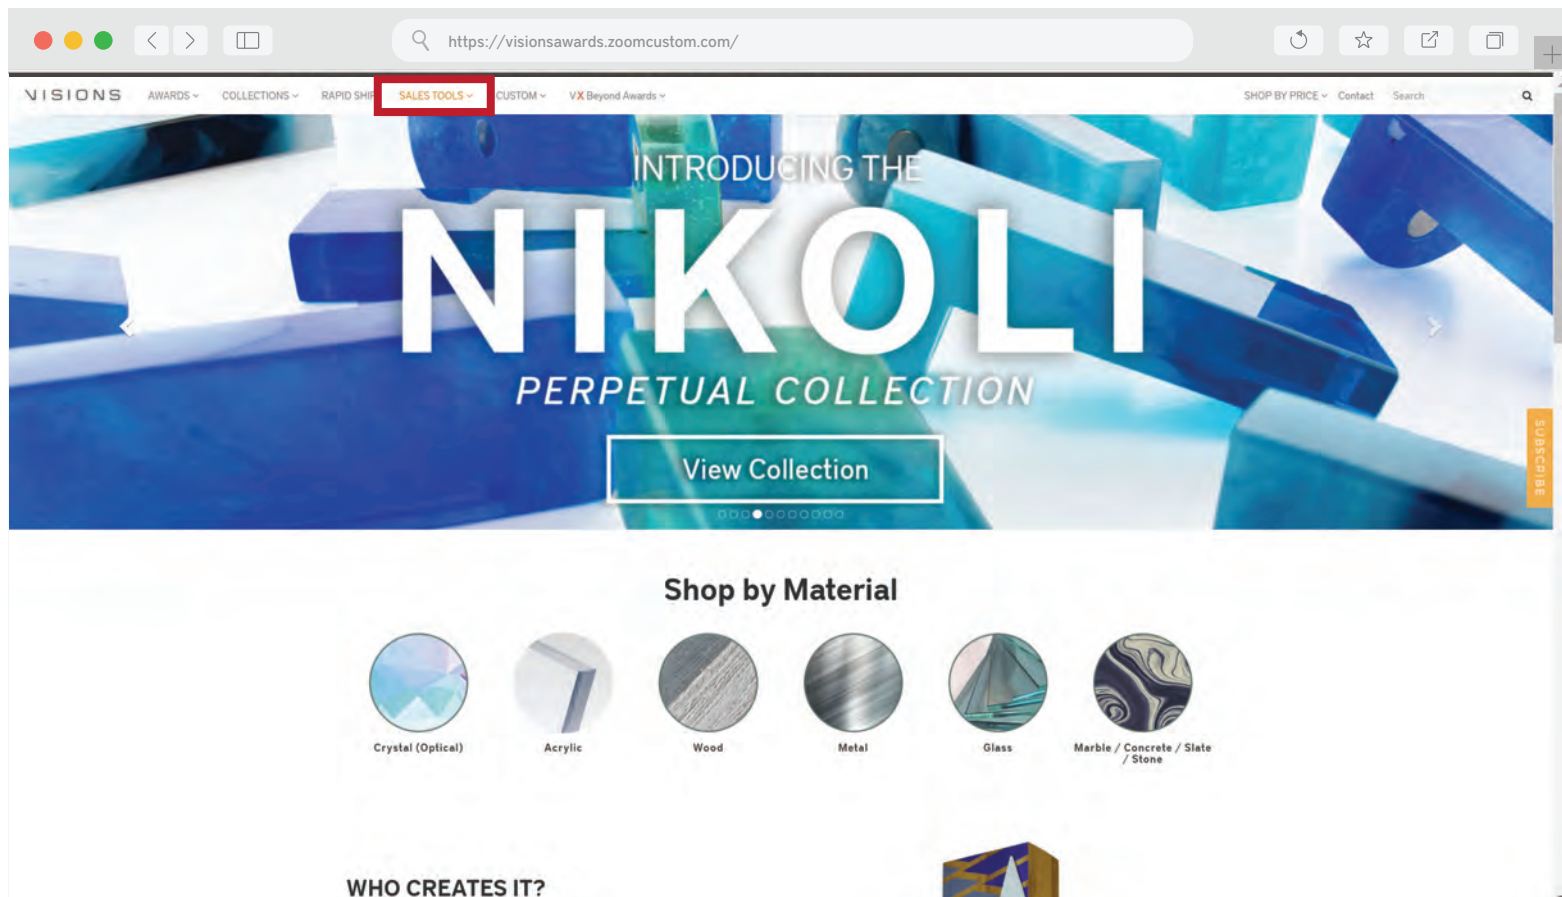 https://visionsawards.zoomcustom.com/
VISIONS AWARDS COLLECTIONS RAPID SHIP SALES TOOLS CUSTOM VX Beyond Awards SHOP BY PRICE Contact Search
INTRODUCING THE
NIKOLI
PERPETUAL COLLECTION
View Collection
SUBSCRIBE
Shop by Material
Crystal (Optical) Acrylic Wood Metal Glass Marble / Concrete / Slate
/ Stone
WHO CREATES IT?